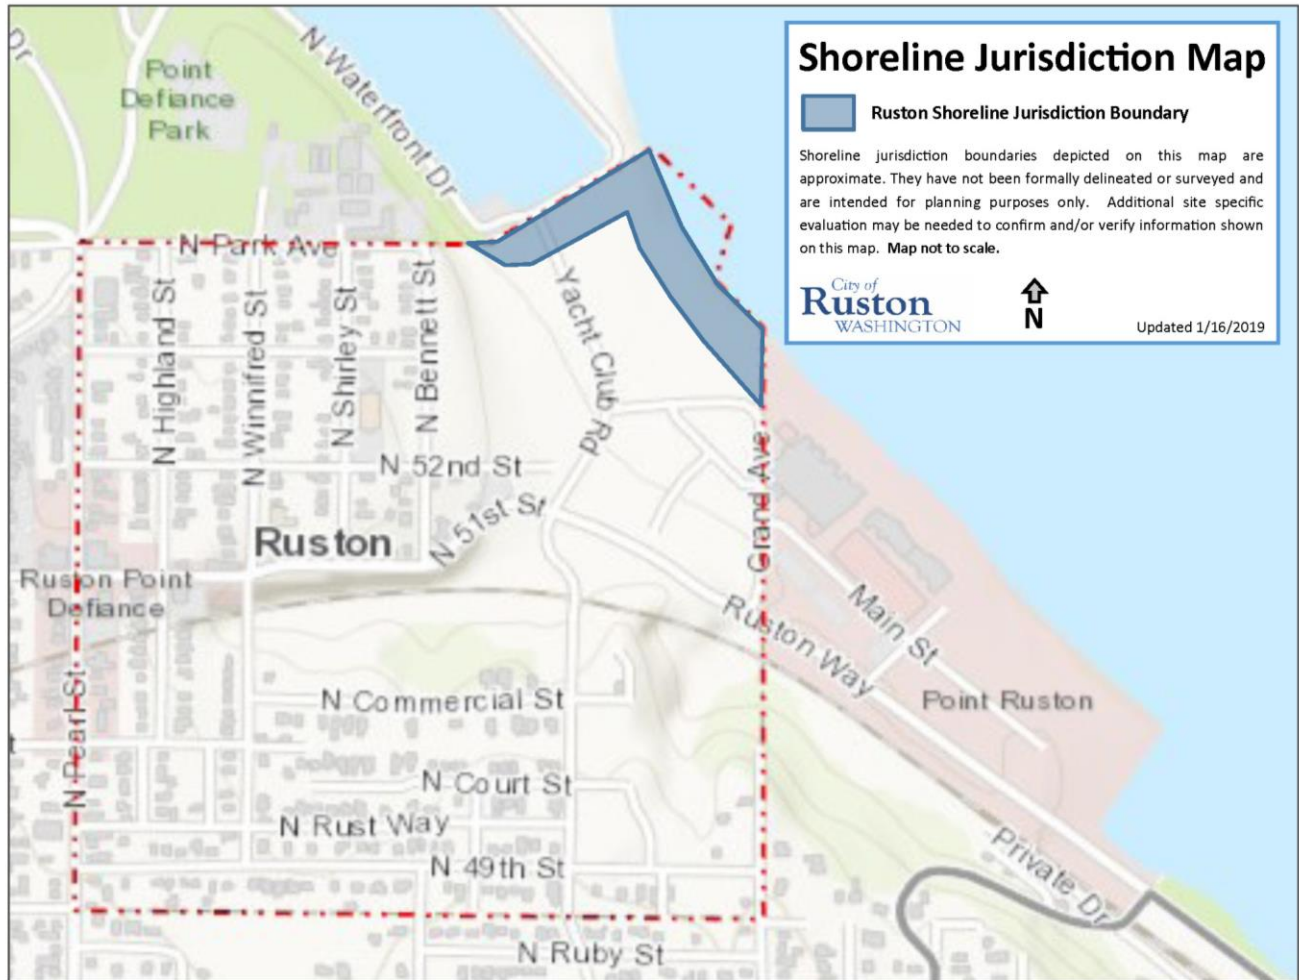 Shoreline Jurisdiction Map
Ruston Shoreline Jurisdiction Boundary
Shoreline jurisdiction boundaries depicted on this map are
approximate. They have not been formally delineated or surveyed and
are intended for planning purposes only. Additional site specific
evaluation may be needed to confirm and/or verify information shown
on this map. Map not to scale.
City of
Ruston
WASHINGTON
N
Updated 1/16/2019
Dr
Point
Defiance
Park
N Waterfront Dr
N Park Ave
N Highland St
N Winnifred St
N Shirley St
N Bennett St
Yacht Club Rd
N 52nd St
N 51st St
Grand Ave
Ruston
Ruston Point
Defiance
Main St
Ruston Way
N Pearl St
N Commercial St
Point Ruston
t
N Court St
N Rust Way
N 49th St
Private Dr
N Ruby St